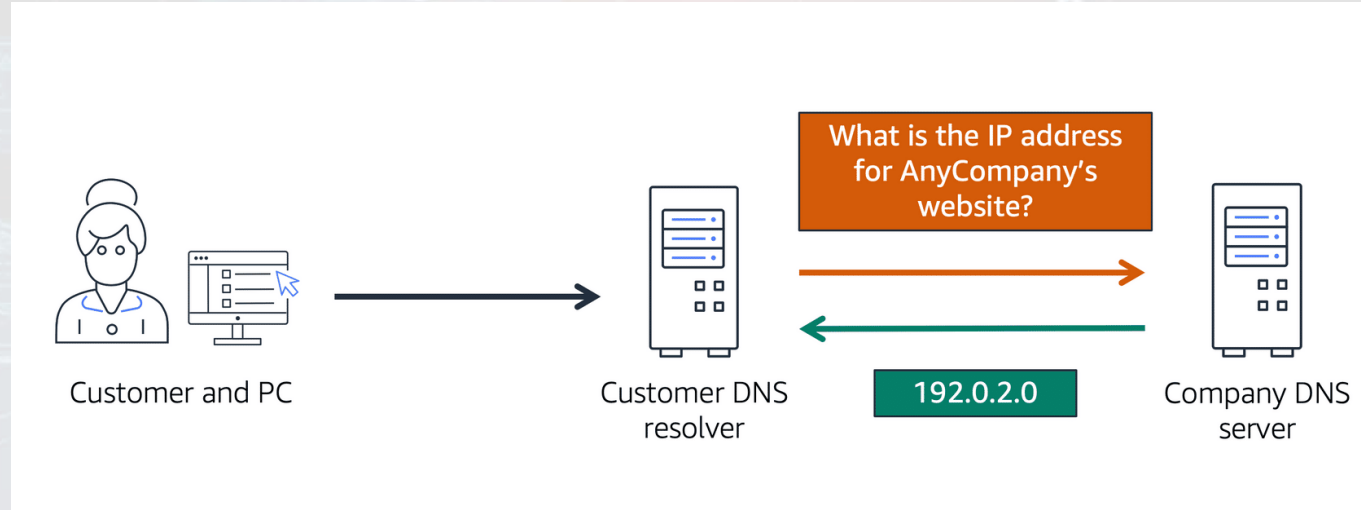 What is the IP address
for AnyCompany's
website?
Customer and PC
Customer DNS
resolver
192.0.2.0
Company DNS
server